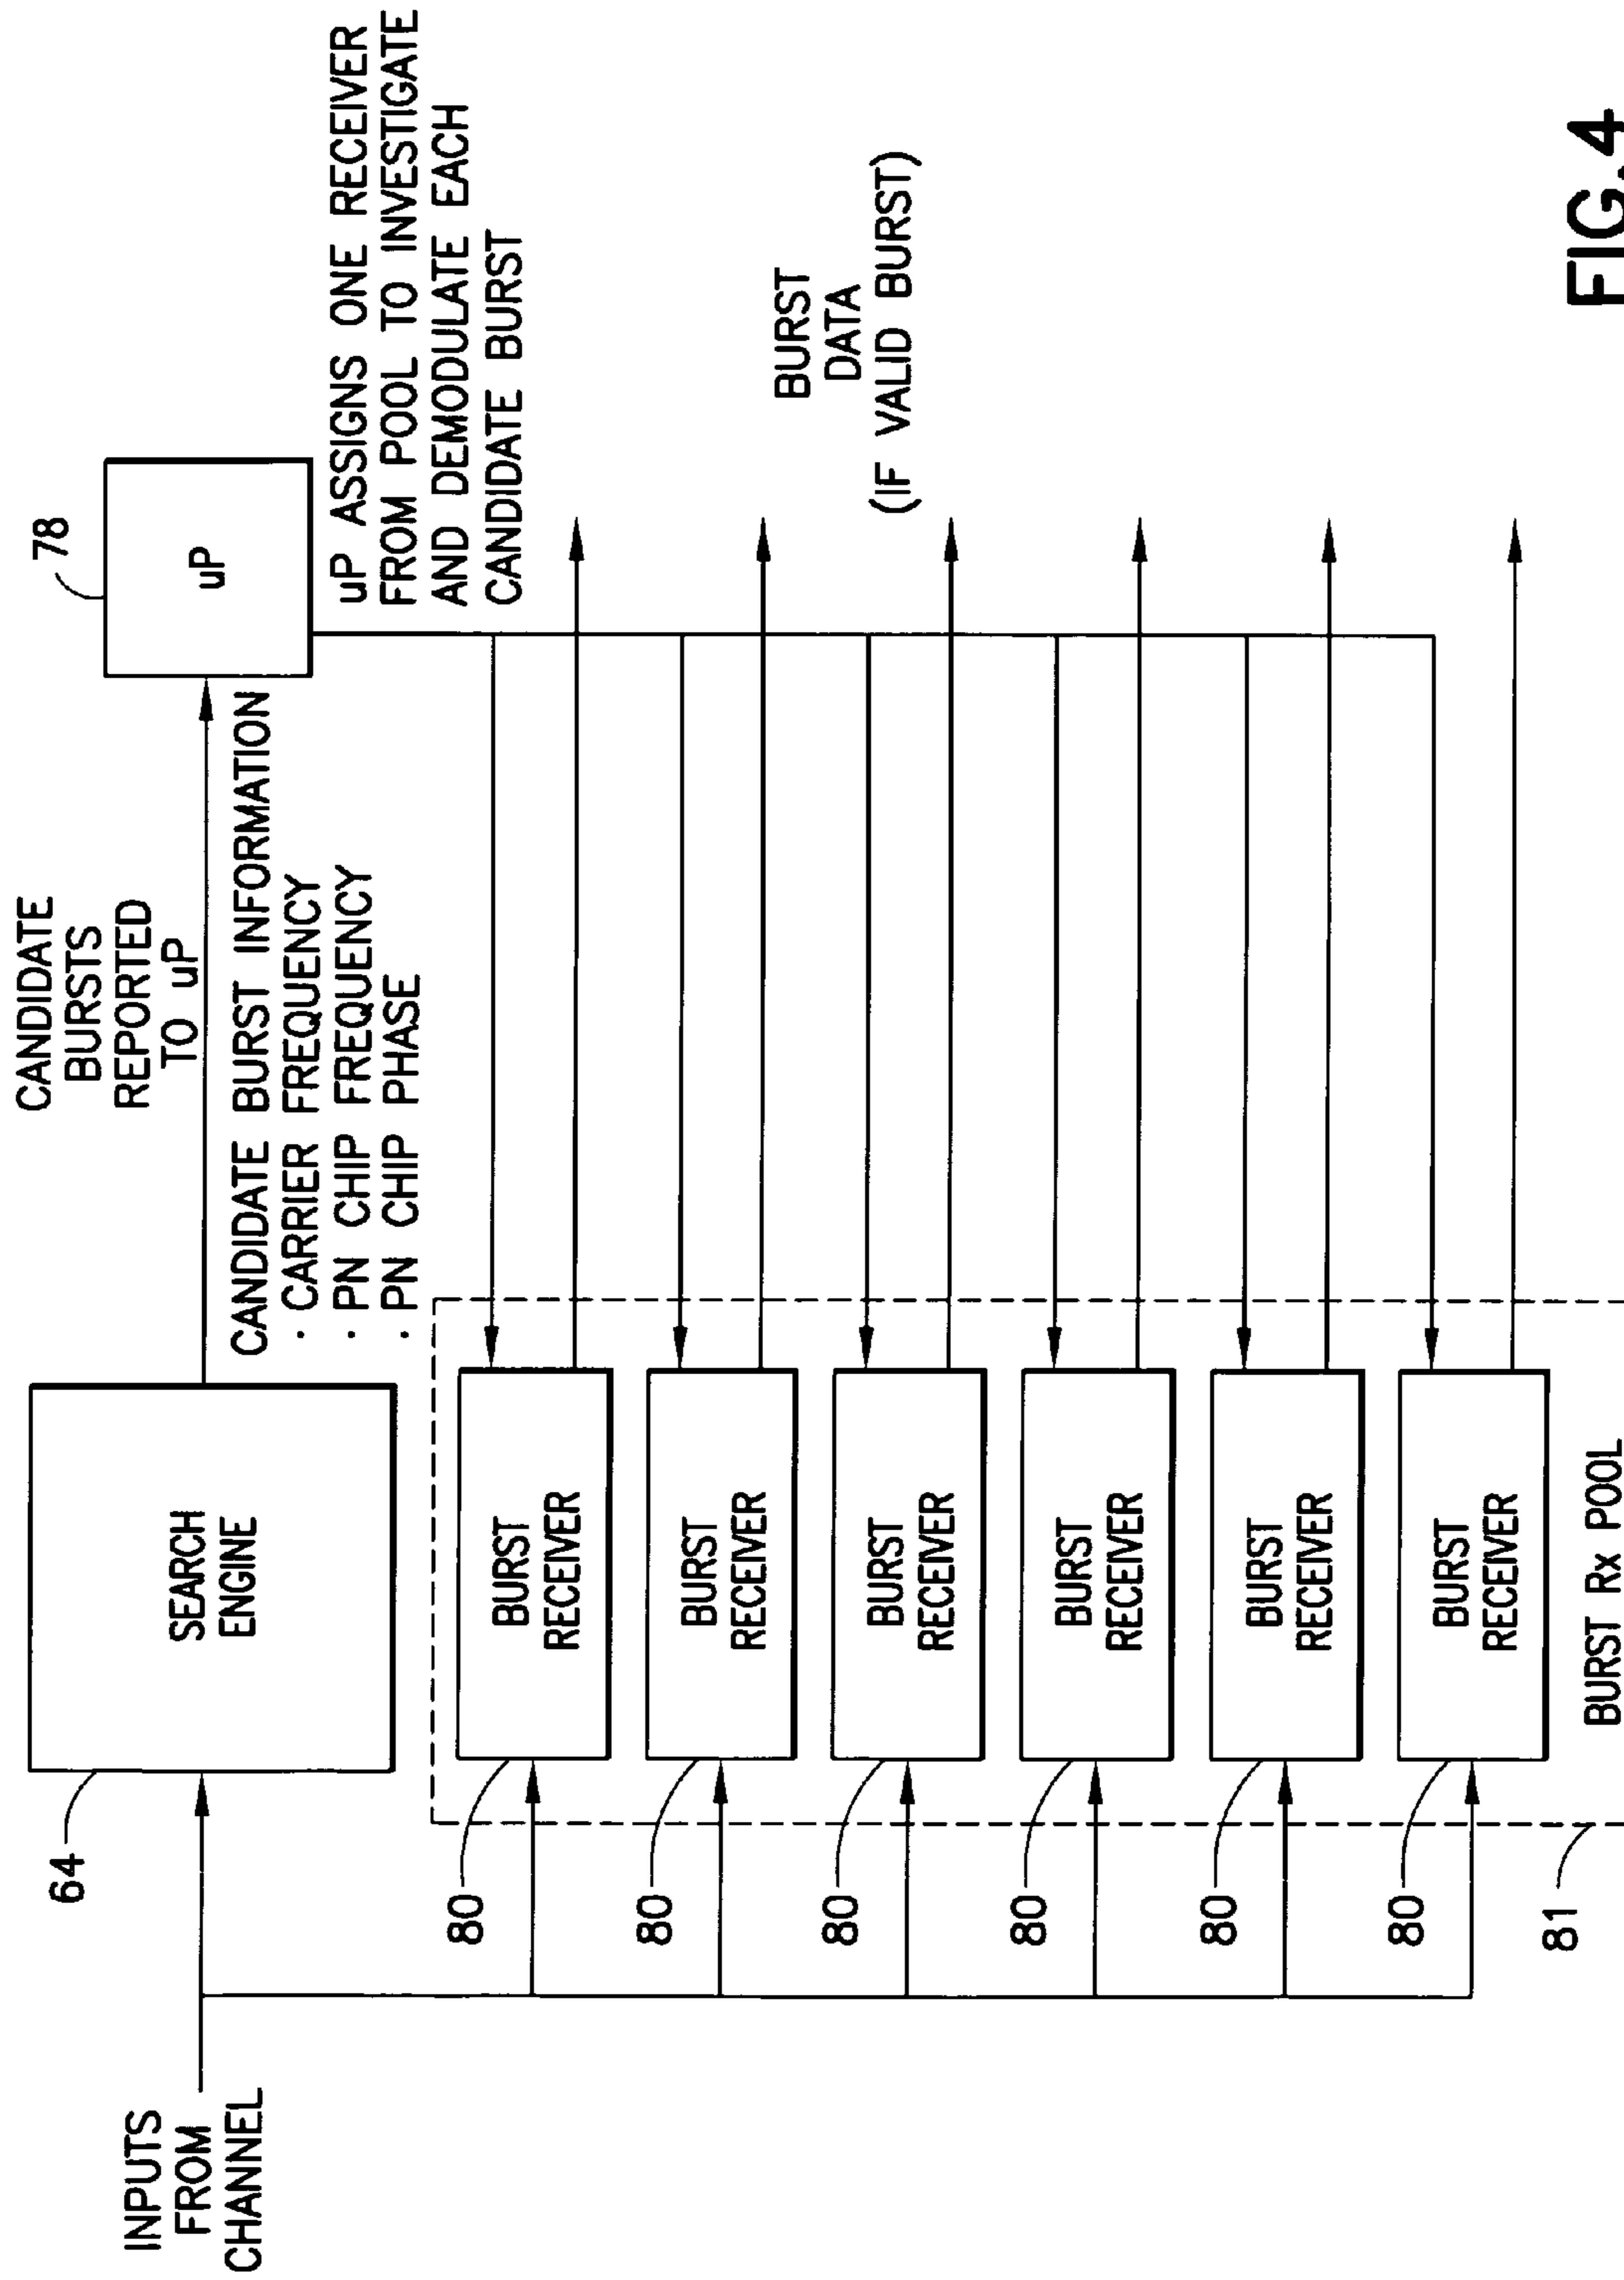 CANDIDATE
BURSTS
REPORTED
TO uP
78
uP
INPUTS
FROM
CHANNEL
64
SEARCH
ENGINE
CANDIDATE BURST INFORMATION
· CARRIER FREQUENCY
· PN CHIP FREQUENCY
· PN CHIP PHASE
uP ASSIGNS ONE RECEIVER
FROM POOL TO INVESTIGATE
AND DEMODULATE EACH
CANDIDATE BURST
80
BURST
RECEIVER
80
BURST
RECEIVER
80
BURST
RECEIVER
80
BURST
RECEIVER
80
BURST
RECEIVER
80
BURST
RECEIVER
BURST
DATA
(IF VALID BURST)
81
BURST Rx POOL
FIG.4